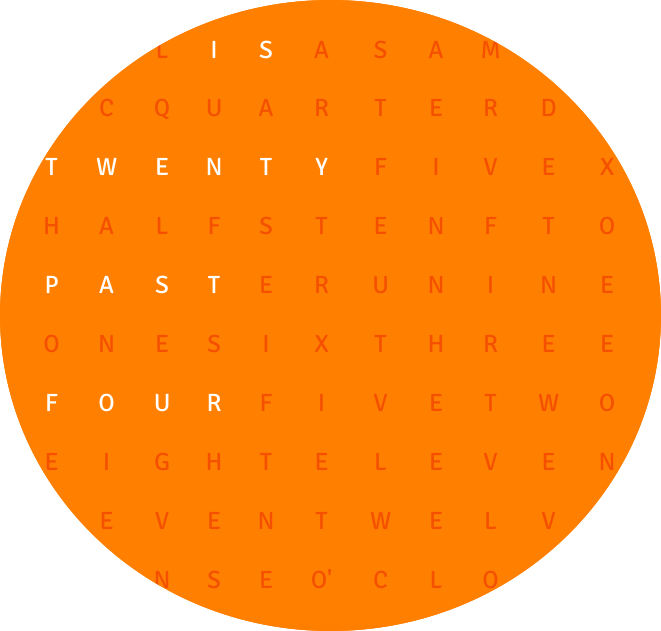 L I S A S A M
C Q U A R T E R D
T W E N T Y F I V E X
H A L F S T E N F T O
P A S T E R U N I N E
O N E S I X T H R E E
F O U R F I V E T W O
E I G H T E L E V E N
E V E N T W E L V
N S E O' C L O